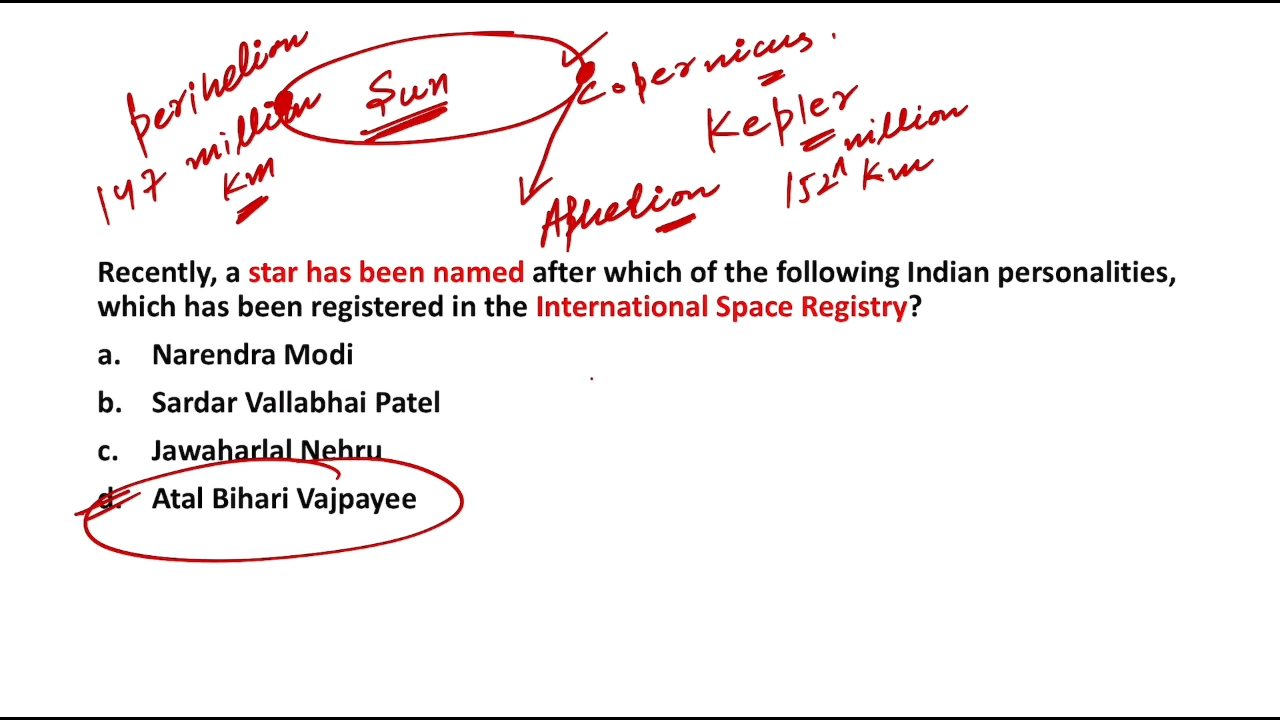 perihelion
147 million
km
Sun
Copernicus.
Kepler
152 million
km
Aphelion
Recently, a star has been named after which of the following Indian personalities,
which has been registered in the International Space Registry?
a. Narendra Modi
b. Sardar Vallabhai Patel
c. Jawaharlal Nehru
d. Atal Bihari Vajpayee